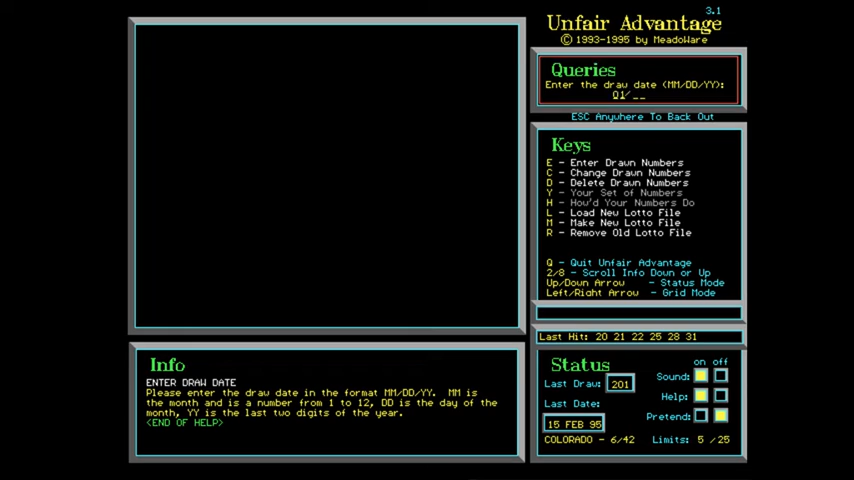 3.1
Unfair Advantage
© 1993-1995 by MeadoWare
Queries
Enter the draw date (MM/DD/YY):
01/__
ESC Anywhere To Back Out
Keys
E - Enter Drawn Numbers
C - Change Drawn Numbers
D - Delete Drawn Numbers
Y - Your Set of Numbers
H - How'd Your Numbers Do
L - Load New Lotto File
M - Make New Lotto File
R - Remove Old Lotto File
Q - Quit Unfair Advantage
2/8 - Scroll Info Down or Up
Up/Down Arrow - Status Mode
Left/Right Arrow - Grid Mode
Last Hit: 20 21 22 25 28 31
Info
ENTER DRAW DATE
Please enter the draw date in the format MM/DD/YY. MM is
the month and is a number from 1 to 12, DD is the day of the
month, YY is the last two digits of the year.
<END OF HELP>
Status
on off
Last Draw: 201
Sound:
Last Date:
Help:
15 FEB 95
Pretend:
COLORADO - 6/42
Limits: 5 /25